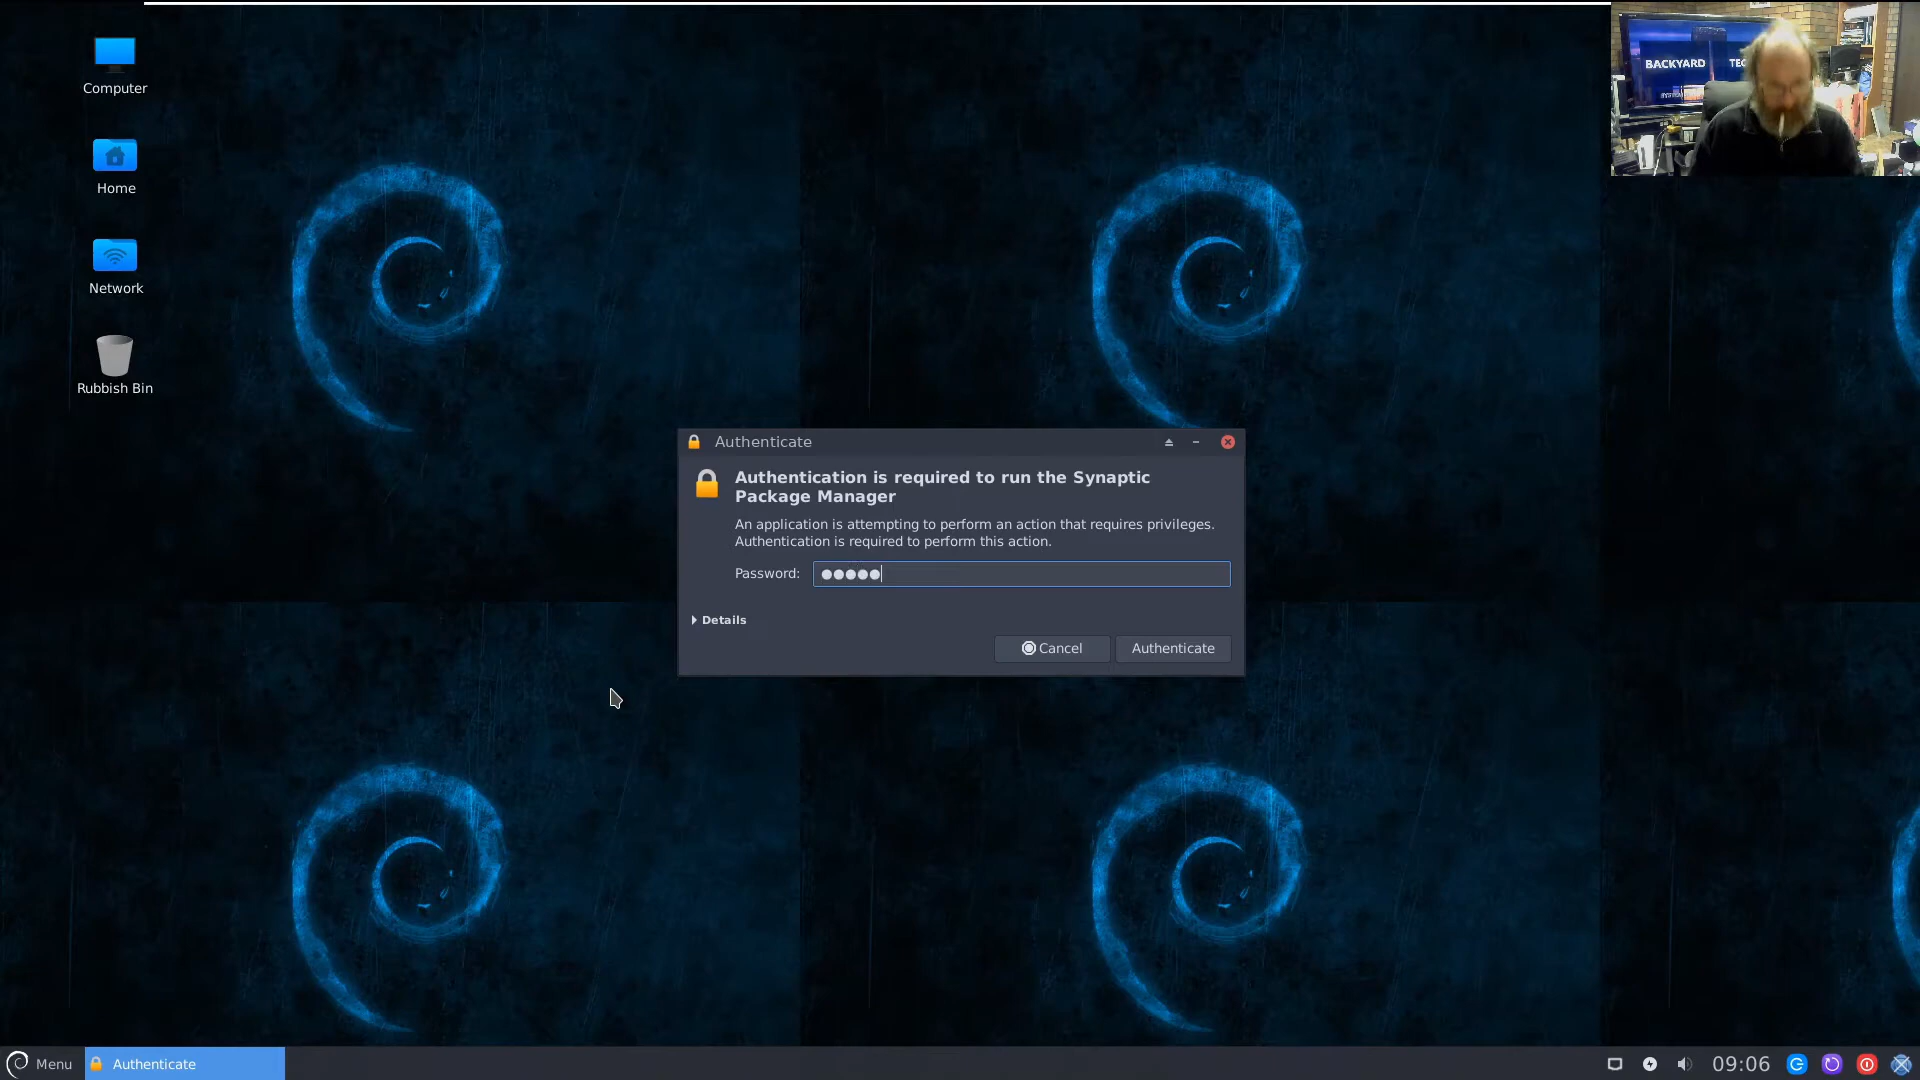 Computer
Home
Network
Rubbish Bin
BACKYARD
Authenticate
Authentication is required to run the Synaptic
Package Manager
An application is attempting to perform an action that requires privileges.
Authentication is required to perform this action.
Password:
Details
Cancel
Authenticate
Menu
Authenticate
09:06